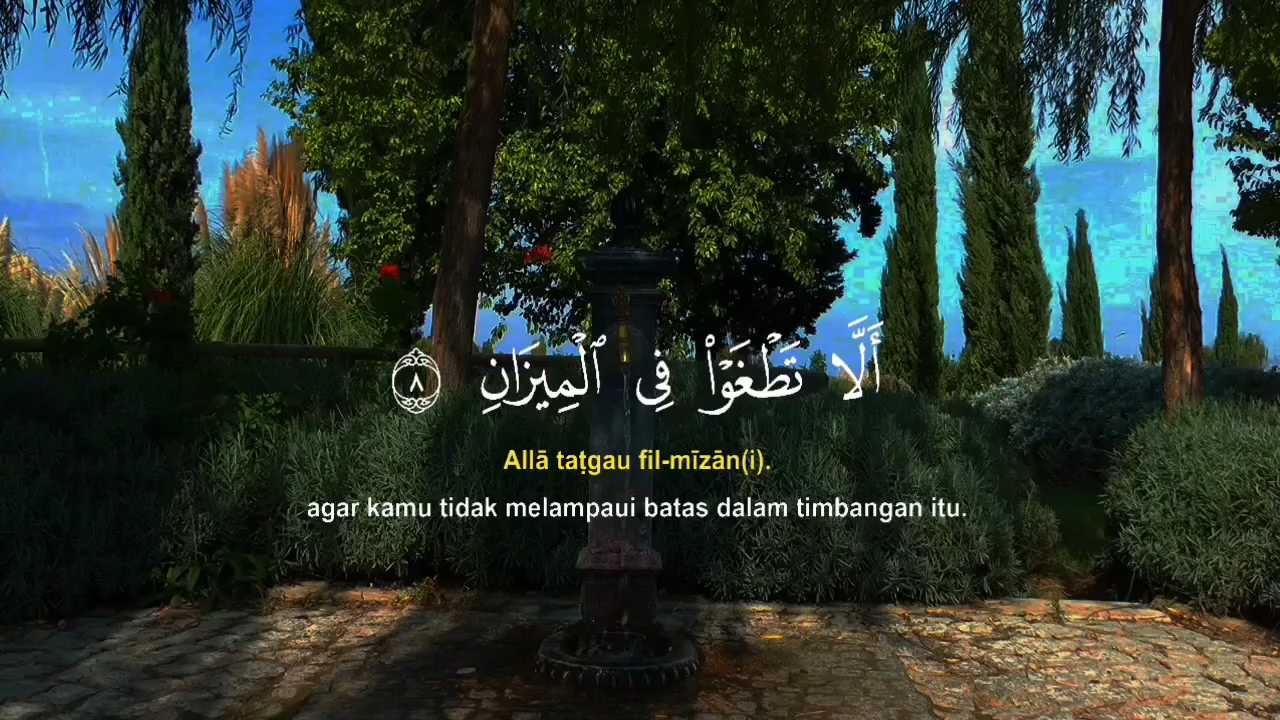 أَلَّا تَطْغَوْا۟ فِى ٱلْمِيزَانِ ٨
Allā taṭgau fil-mīzān(i).
agar kamu tidak melampaui batas dalam timbangan itu.